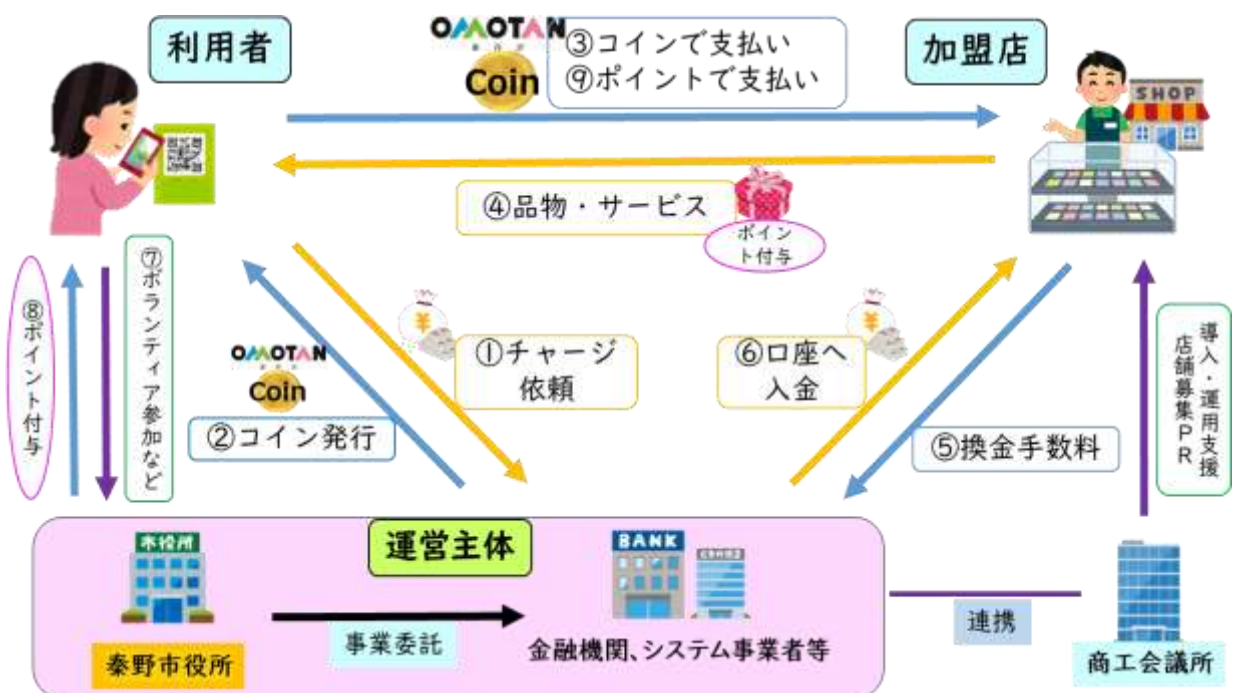 利用者
OMOTAN
Coin
③コインで支払い
⑨ポイントで支払い
加盟店
SHOP
④品物・サービス
ポイン
ト付与
⑧ポイント付与
⑦ボランティア参加など
OMOTAN
Coin
②コイン発行
①チャージ
依頼
⑥口座へ
入金
⑤換金手数料
導入・運用支援
店舗募集PR
運営主体
市役所
秦野市役所
事業委託
BANK
金融機関、システム事業者等
連携
商工会議所